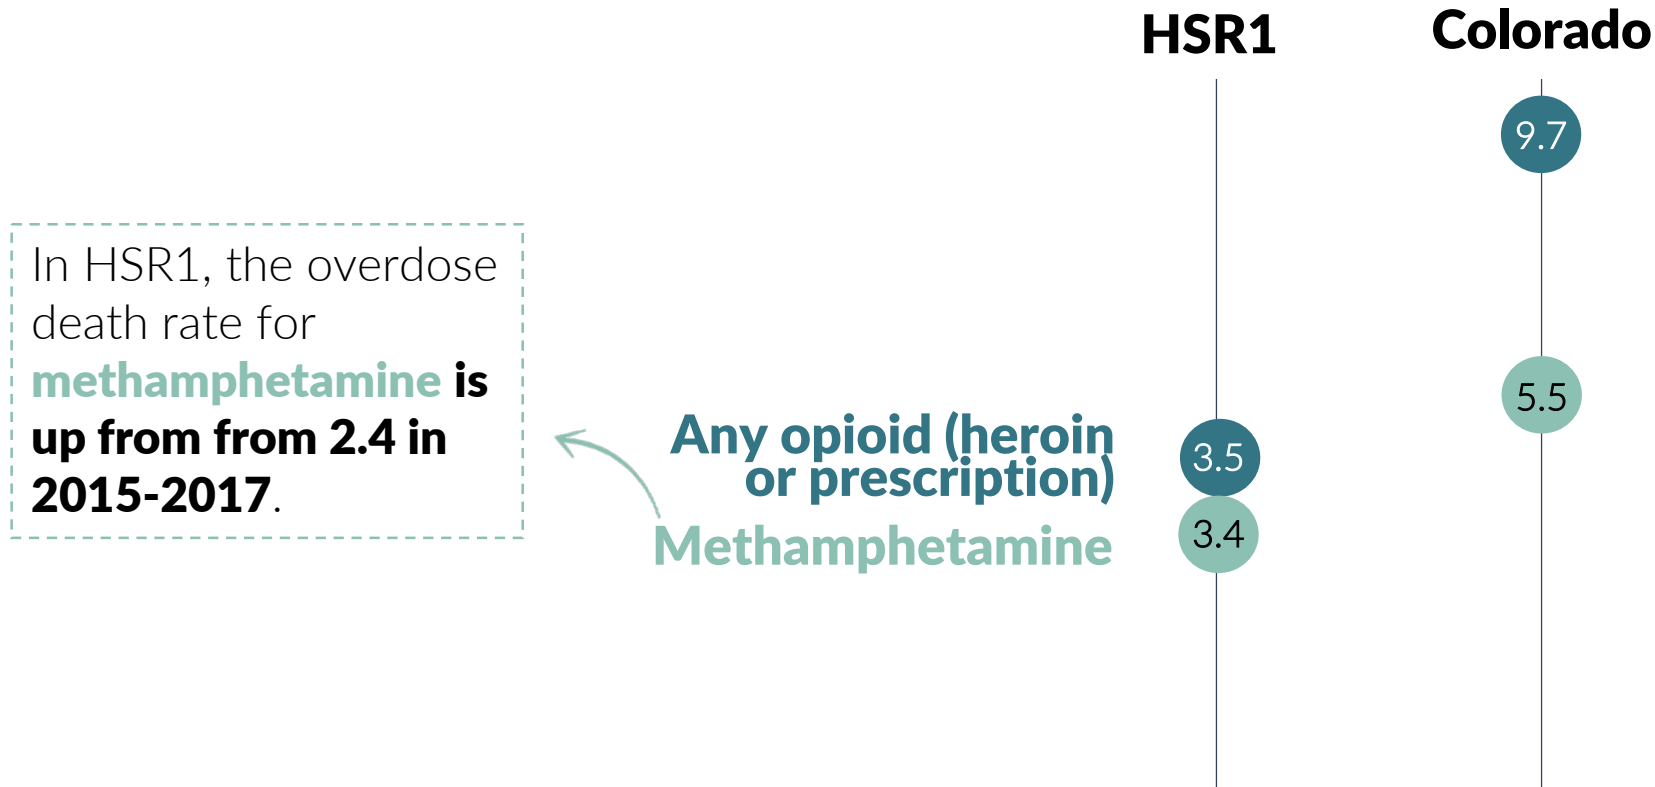 HSR1
Colorado
9.7
In HSR1, the overdose
death rate for
methamphetamine is
up from from 2.4 in
2015-2017.
5.5
Any opioid (heroin
or prescription)
3.5
Methamphetamine
3.4